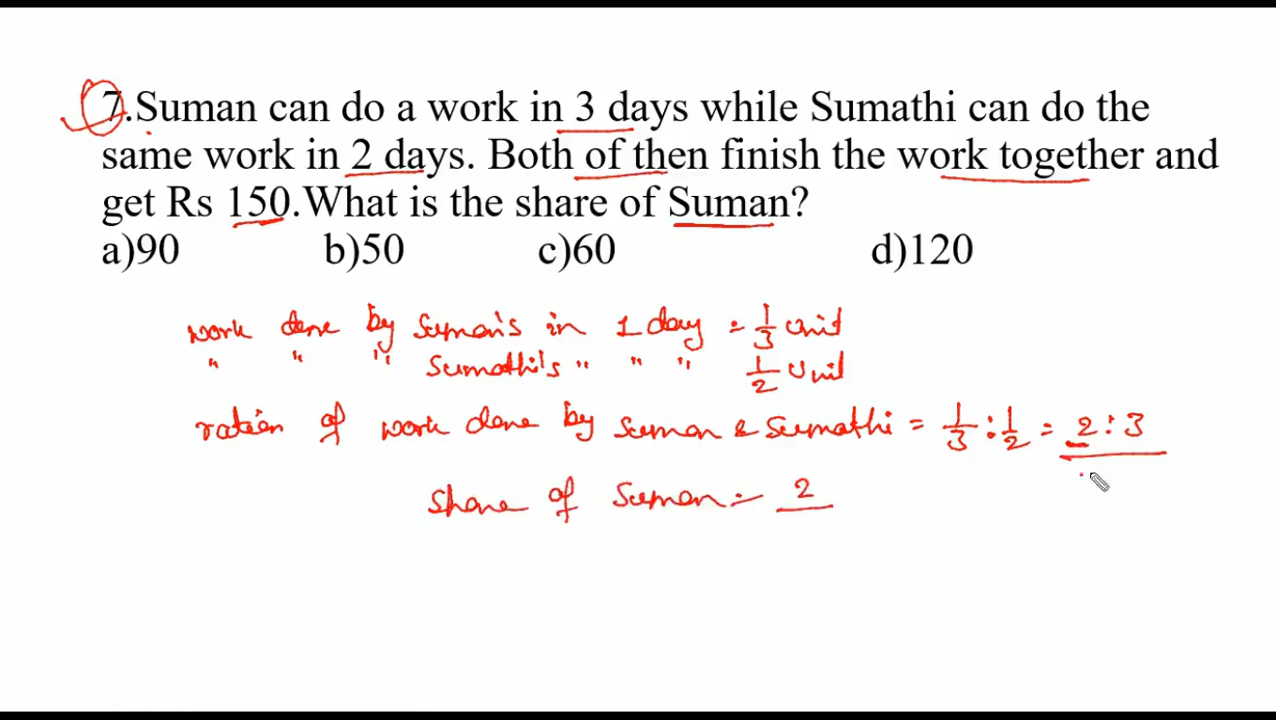 7.Suman can do a work in 3 days while Sumathi can do the
same work in 2 days. Both of then finish the work together and
get Rs 150.What is the share of Suman?
a)90 b)50 c)60 d)120
work done by Suman's in 1 day = 1/3 Unit
" " " Sumathi's " " " 1/2 Unit
ration of work done by Suman & Sumathi = 1/3 : 1/2 = 2 : 3
Share of Suman = 2